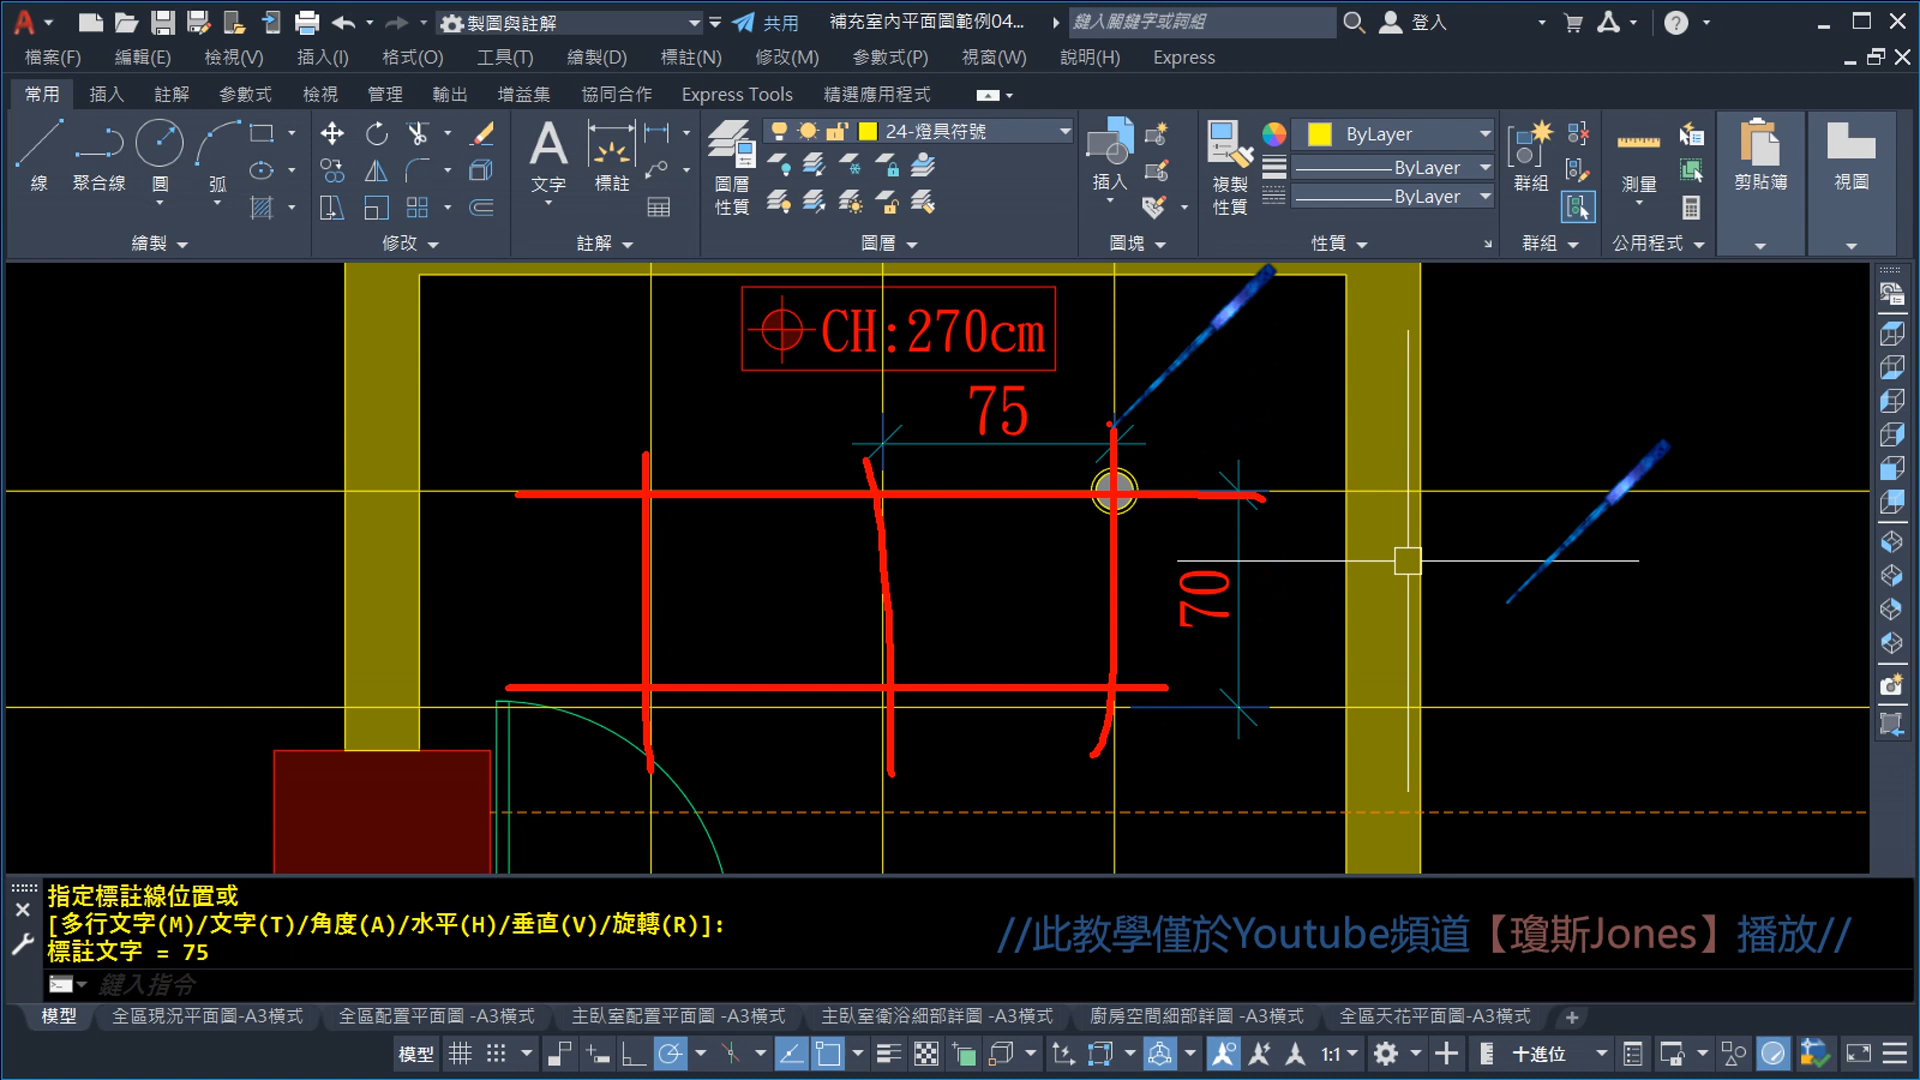 製圖與註解
共用
補充室內平面圖範例04...
鍵入關鍵字或詞組
登入
檔案(F) 編輯(E) 檢視(V) 插入(I) 格式(O) 工具(T) 繪製(D) 標註(N) 修改(M) 參數式(P) 視窗(W) 說明(H) Express
常用 插入 註解 參數式 檢視 管理 輸出 增益集 協同合作 Express Tools 精選應用程式
線 聚合線 圓 弧
文字 標註
圖層
性質
24-燈具符號
插入
複製
性質
ByLayer
ByLayer
ByLayer
群組
測量
剪貼簿
視圖
繪製 修改 註解 圖層 圖塊 性質 群組 公用程式
CH:270cm
75
70
指定標註線位置或
[多行文字(M)/文字(T)/角度(A)/水平(H)/垂直(V)/旋轉(R)]:
標註文字 = 75
//此教學僅於Youtube頻道【瓊斯Jones】播放//
鍵入指令
模型 全區現況平面圖-A3橫式 全區配置平面圖 -A3橫式 主臥室配置平面圖 -A3橫式 主臥室衛浴細部詳圖 -A3橫式 廚房空間細部詳圖 -A3橫式 全區天花平面圖-A3橫式
模型 1:1 十進位